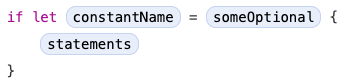 if let constantName = someOptional {
    statements
}